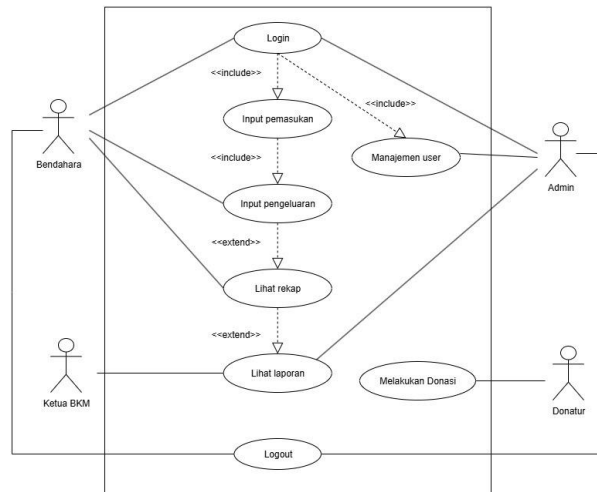 Login
<<include>>
<<include>>
Input pemasukan
Manajemen user
Bendahara
Admin
<<include>>
Input pengeluaran
<<extend>>
Lihat rekap
<<extend>>
Lihat laporan
Melakukan Donasi
Ketua BKM
Donatur
Logout